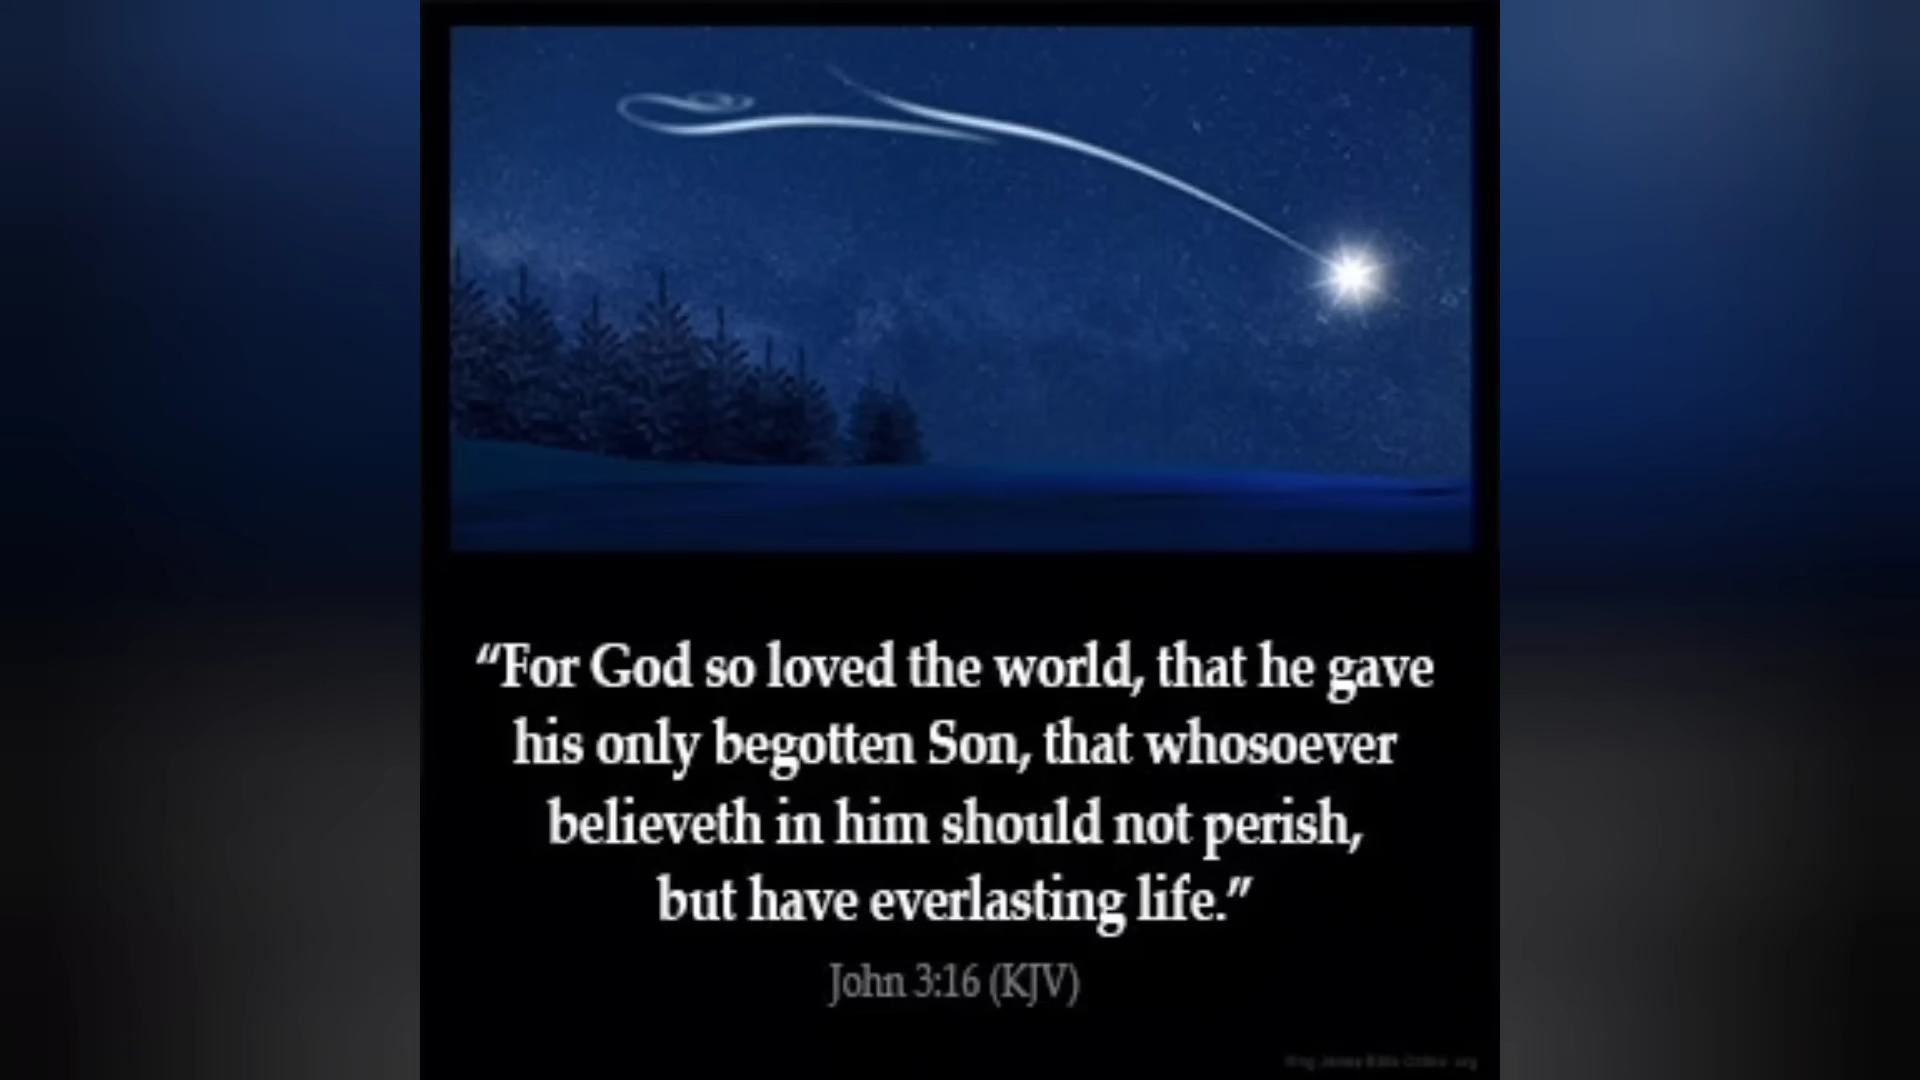 “For God so loved the world, that he gave
his only begotten Son, that whosoever
believeth in him should not perish,
but have everlasting life.”
John 3:16 (KJV)